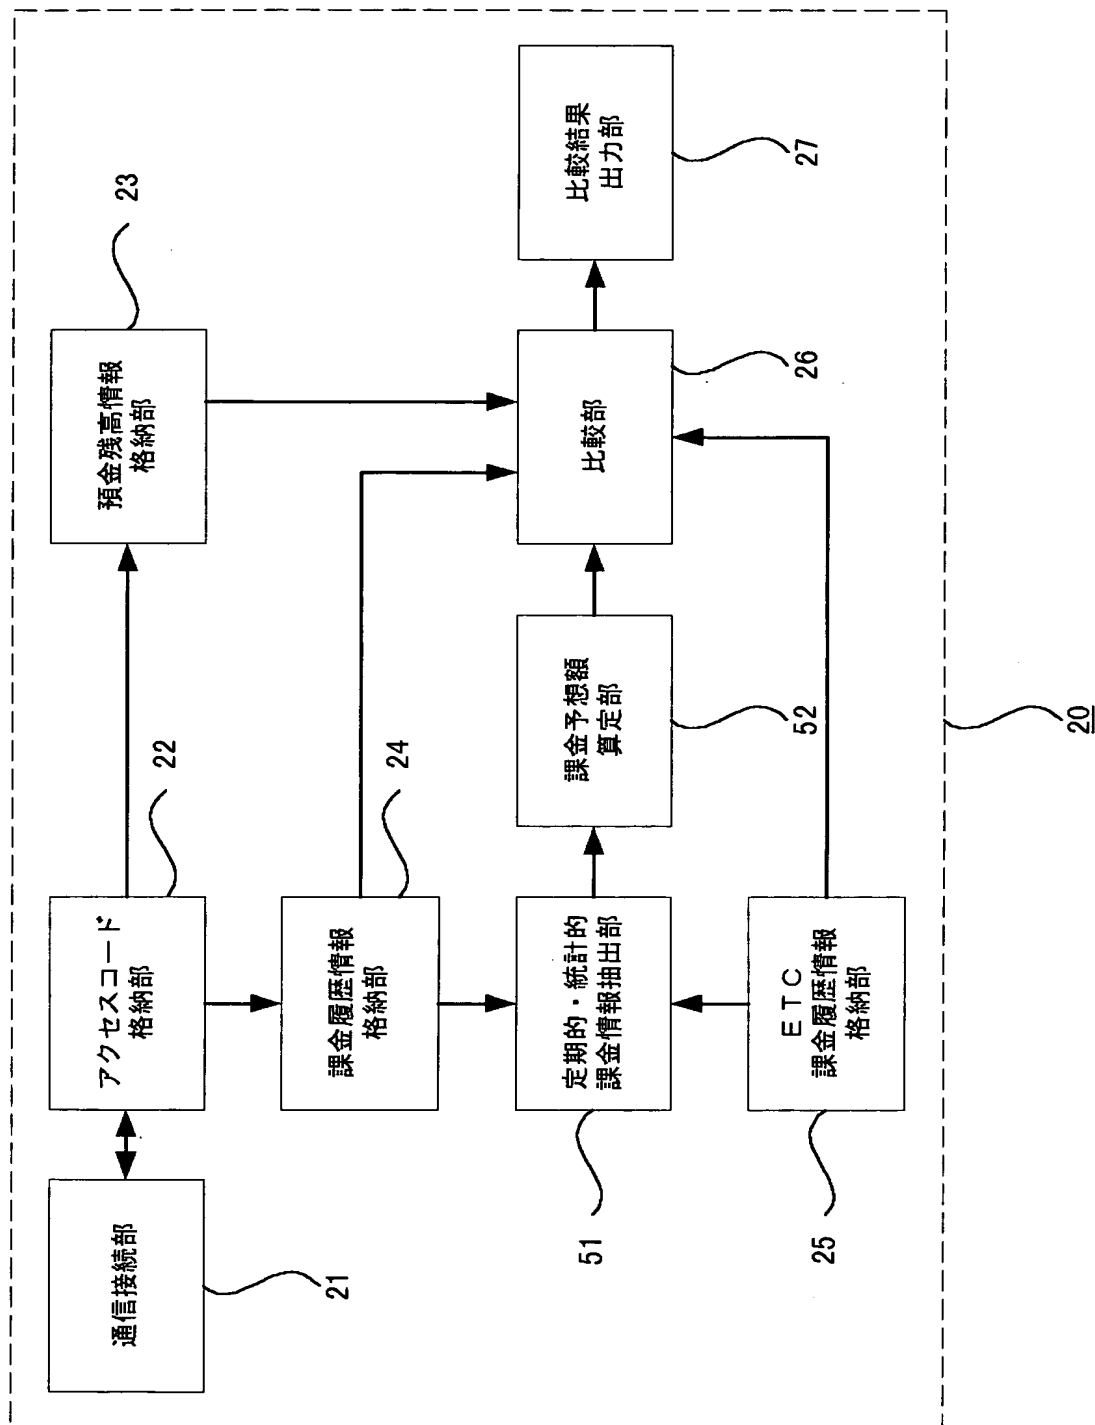 通信接続部
21
アクセスコード
格納部
22
預金残高情報
格納部
23
課金履歴情報
格納部
24
定期的・統計的
課金情報抽出部
51
課金予想額
算定部
52
比較部
26
比較結果
出力部
27
ETC
課金履歴情報
格納部
25
20